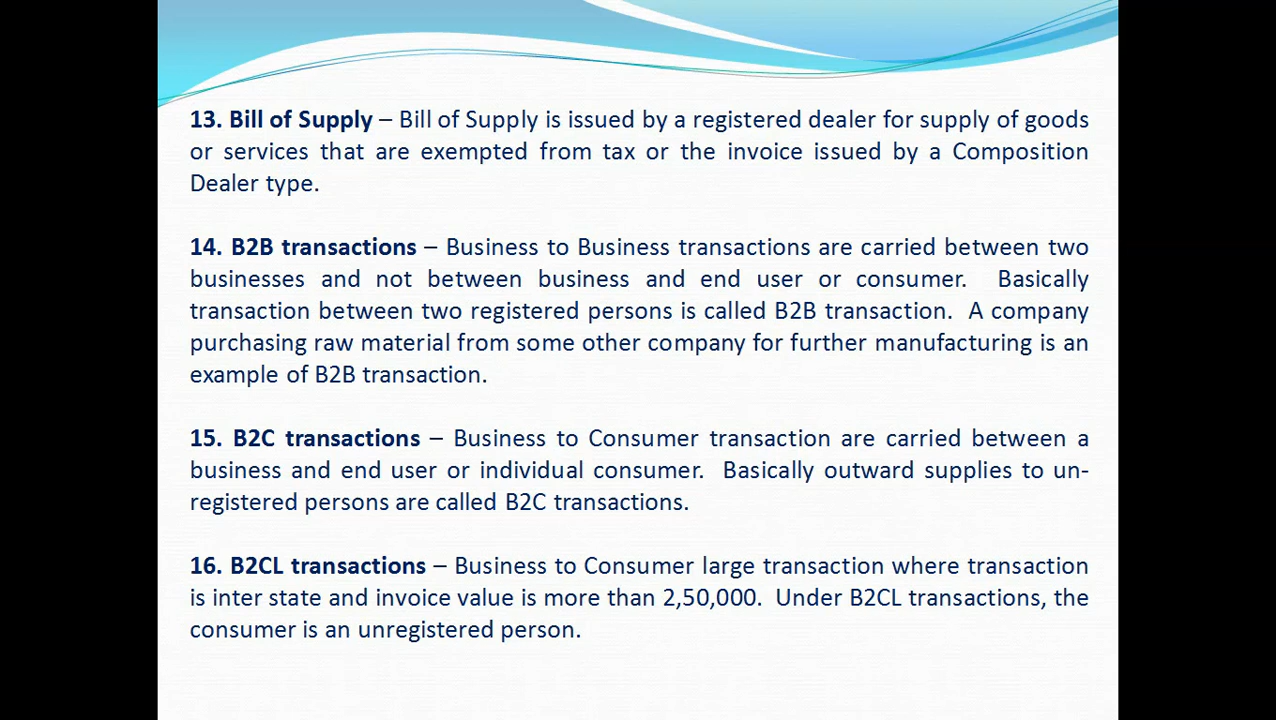 13. Bill of Supply – Bill of Supply is issued by a registered dealer for supply of goods
or services that are exempted from tax or the invoice issued by a Composition
Dealer type.
14. B2B transactions – Business to Business transactions are carried between two
businesses and not between business and end user or consumer. Basically
transaction between two registered persons is called B2B transaction. A company
purchasing raw material from some other company for further manufacturing is an
example of B2B transaction.
15. B2C transactions – Business to Consumer transaction are carried between a
business and end user or individual consumer. Basically outward supplies to un-
registered persons are called B2C transactions.
16. B2CL transactions – Business to Consumer large transaction where transaction
is inter state and invoice value is more than 2,50,000. Under B2CL transactions, the
consumer is an unregistered person.